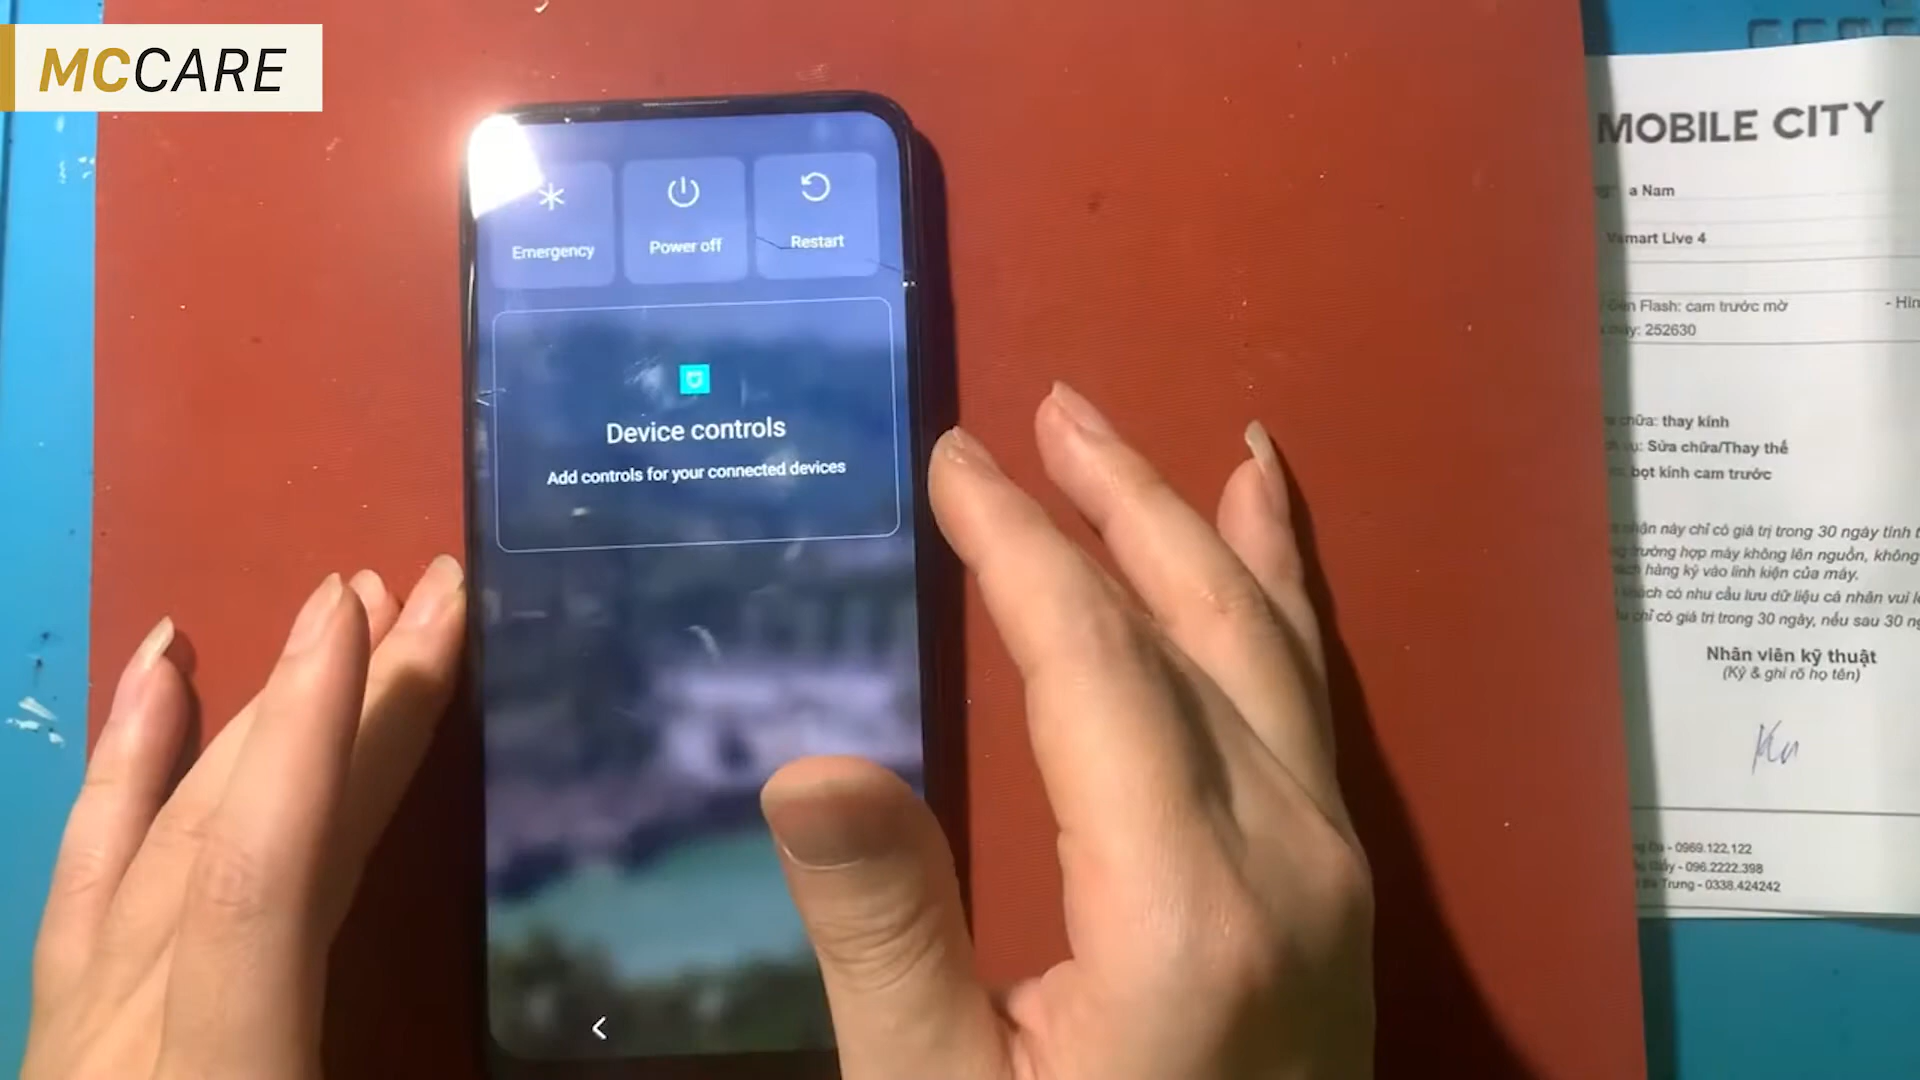 MCCARE
Emergency
Power off
Restart
Device controls
Add controls for your connected devices
MOBILE CITY
a Nam
Vsmart Live 4
Flash: cam trước mờ
- Hìn
252630
chữa: thay kính
Sửa chữa/Thay thế
bọt kính cam trước
nhận này chỉ có giá trị trong 30 ngày tính t
trường hợp máy không lên nguồn, không
hàng ký vào linh kiện của máy.
khách có nhu cầu lưu dữ liệu cá nhân vui l
chỉ có giá trị trong 30 ngày, nếu sau 30 ng
Nhân viên kỹ thuật
(Ký & ghi rõ họ tên)
- 0969.122.122
- 096.2222.398
Trưng - 0338.424242